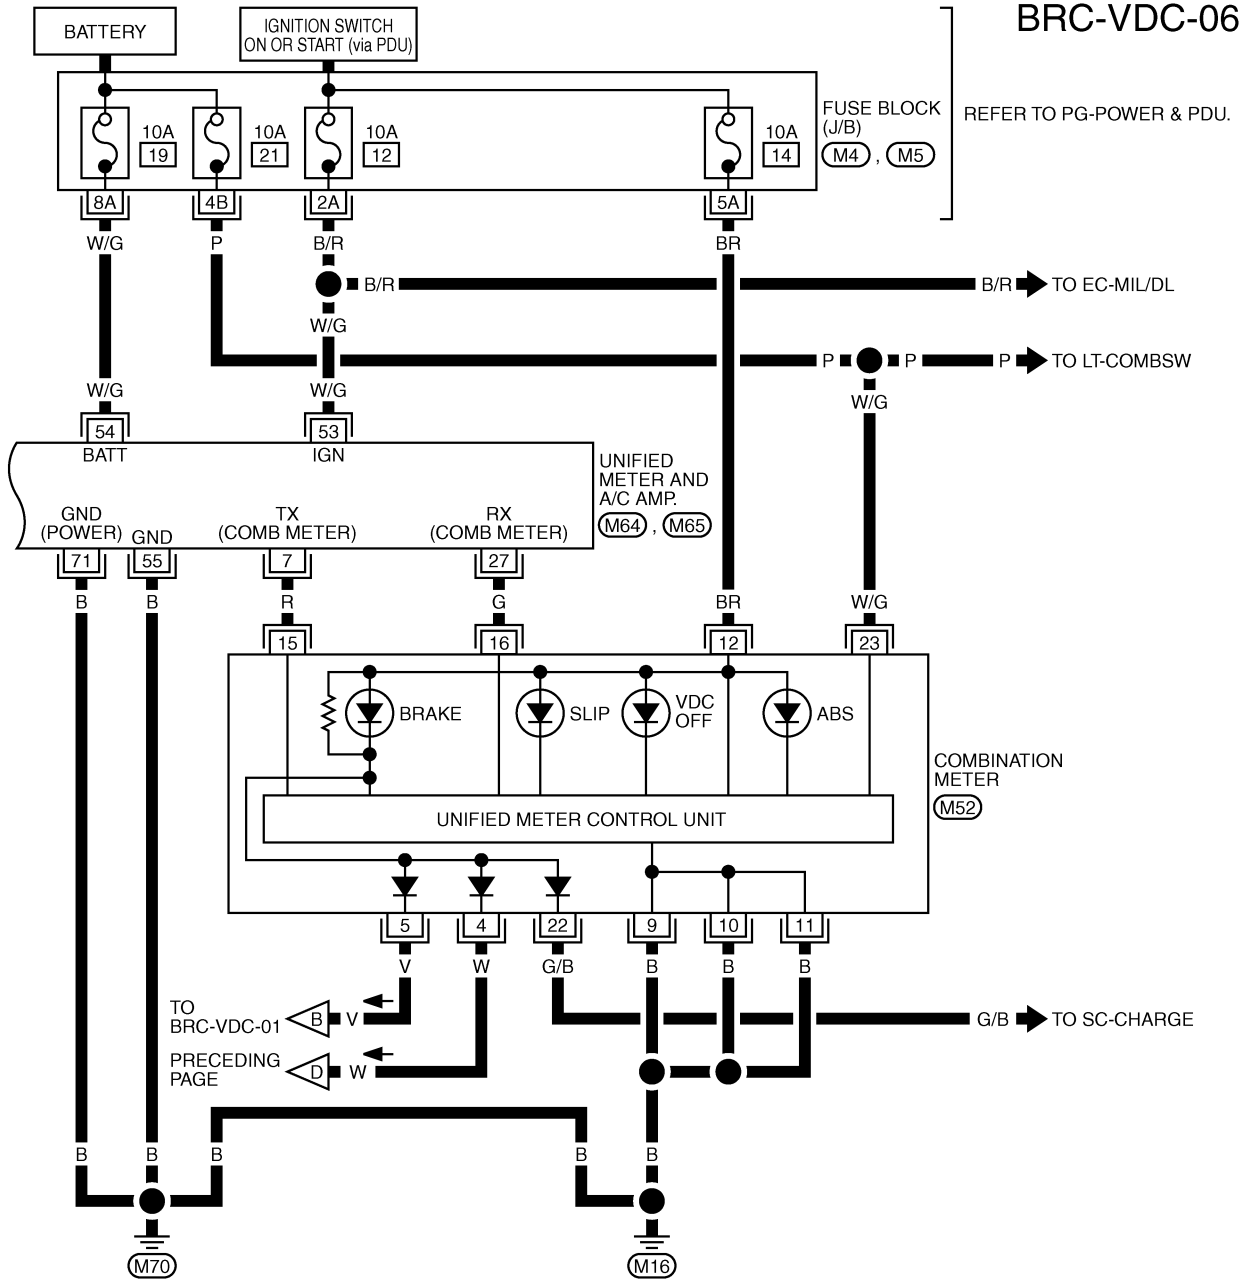 BRC-VDC-06
BATTERY
IGNITION SWITCH
ON OR START (via PDU)
10A
19
10A
21
10A
12
10A
14
FUSE BLOCK
(J/B)
M4 , M5
REFER TO PG-POWER & PDU.
8A
4B
2A
5A
W/G
P
B/R
BR
B/R
B/R
TO EC-MIL/DL
W/G
P
P
P
TO LT-COMBSW
W/G
W/G
W/G
54
53
BATT
IGN
UNIFIED
METER AND
A/C AMP.
M64 , M65
GND
(POWER)
GND
TX
(COMB METER)
RX
(COMB METER)
71
55
7
27
B
B
R
G
BR
W/G
15
16
12
23
BRAKE
SLIP
VDC
OFF
ABS
COMBINATION
METER
M52
UNIFIED METER CONTROL UNIT
5
4
22
9
10
11
V
W
G/B
B
B
B
TO
BRC-VDC-01
B
V
G/B
TO SC-CHARGE
PRECEDING
PAGE
D
W
B
B
B
B
B
M70
M16